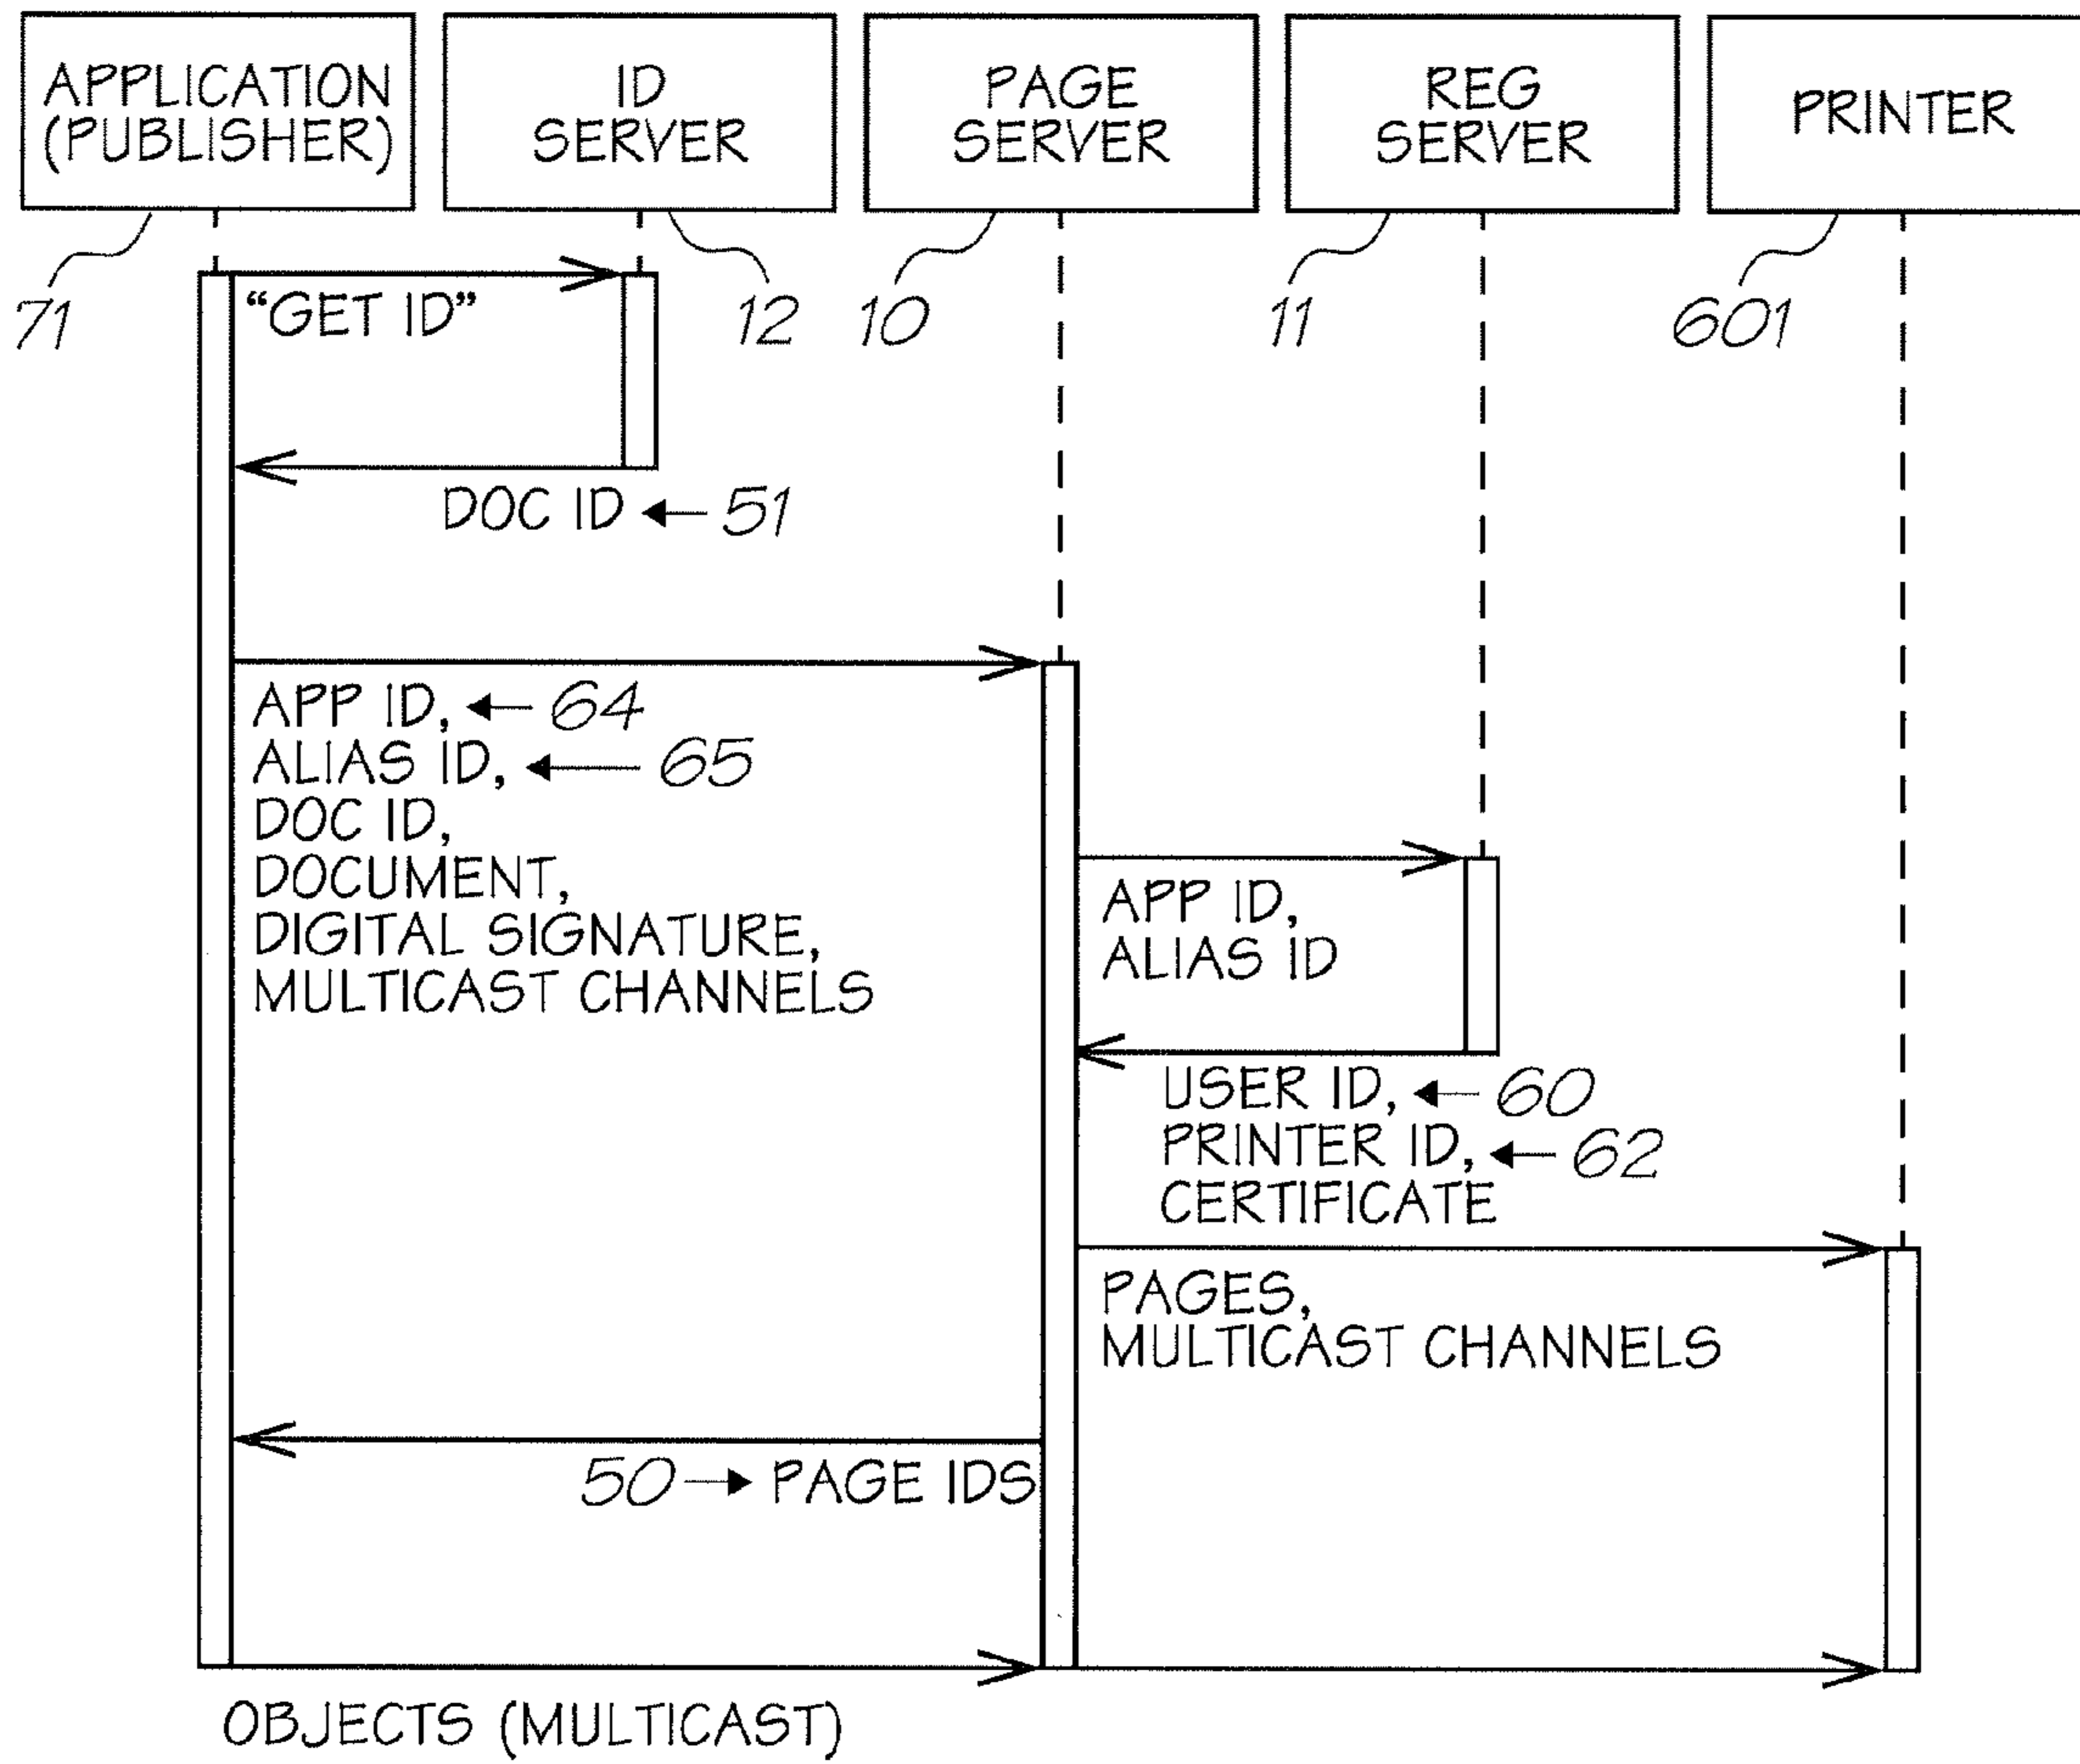 APPLICATION
(PUBLISHER)
ID
SERVER
PAGE
SERVER
REG
SERVER
PRINTER
71
12
10
11
601
“GET ID”
DOC ID
51
APP ID,
64
ALIAS ID,
65
DOC ID,
DOCUMENT,
DIGITAL SIGNATURE,
MULTICAST CHANNELS
APP ID,
ALIAS ID
USER ID,
60
PRINTER ID,
62
CERTIFICATE
PAGES,
MULTICAST CHANNELS
50
PAGE IDS
OBJECTS (MULTICAST)